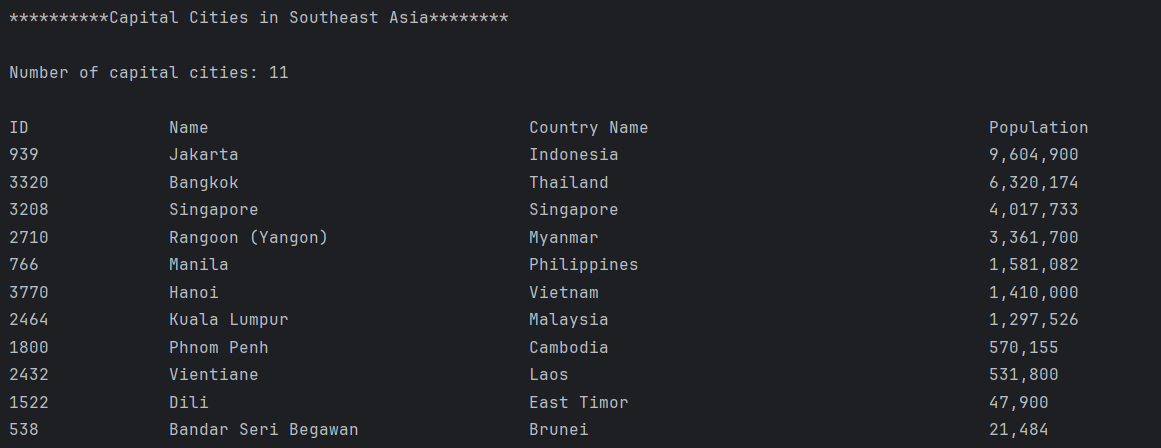 **********Capital Cities in Southeast Asia********
Number of capital cities: 11
ID Name Country Name Population
939 Jakarta Indonesia 9,604,900
3320 Bangkok Thailand 6,320,174
3208 Singapore Singapore 4,017,733
2710 Rangoon (Yangon) Myanmar 3,361,700
766 Manila Philippines 1,581,082
3770 Hanoi Vietnam 1,410,000
2464 Kuala Lumpur Malaysia 1,297,526
1800 Phnom Penh Cambodia 570,155
2432 Vientiane Laos 531,800
1522 Dili East Timor 47,900
538 Bandar Seri Begawan Brunei 21,484